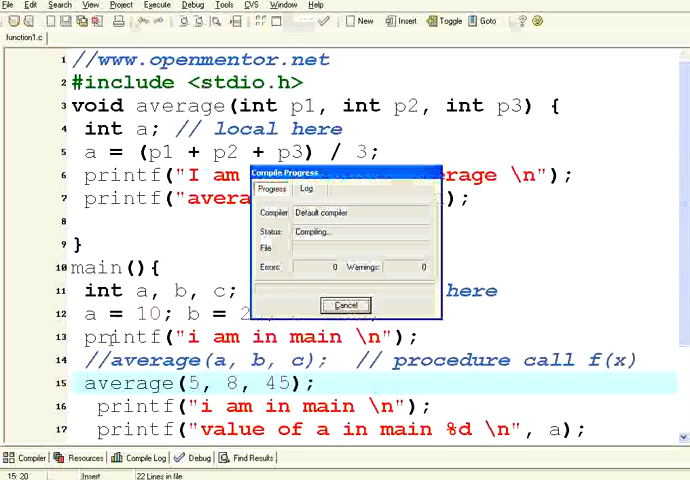 File Edit Search View Project Execute Debug Tools CVS Window Help
New Insert Toggle Goto
function1.c
1 //www.openmentor.net
2 #include <stdio.h>
3 void average(int p1, int p2, int p3) {
4 int a; // local here
5 a = (p1 + p2 + p3) / 3;
6 printf("I am erage \n");
7 printf("avera );
8
9 }
10 main(){
11 int a, b, c; here
12 a = 10; b = 2
13 printf("i am in main \n");
14 //average(a, b, c); // procedure call f(x)
15 average(5, 8, 45);
16 printf("i am in main \n");
17 printf("value of a in main %d \n", a);
Compile Progress
Progress Log
Compiler Default compiler
Status: Compiling...
File
Errors: 0 Warnings: 0
Cancel
Compiler Resources Compile Log Debug Find Results
15: 20 Insert 22 Lines in file